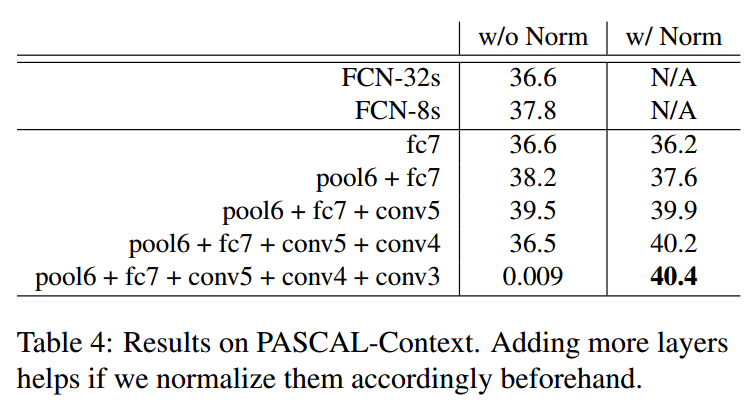 w/o Norm w/ Norm
FCN-32s 36.6 N/A
FCN-8s 37.8 N/A
fc7 36.6 36.2
pool6 + fc7 38.2 37.6
pool6 + fc7 + conv5 39.5 39.9
pool6 + fc7 + conv5 + conv4 36.5 40.2
pool6 + fc7 + conv5 + conv4 + conv3 0.009 40.4
Table 4: Results on PASCAL-Context. Adding more layers
helps if we normalize them accordingly beforehand.